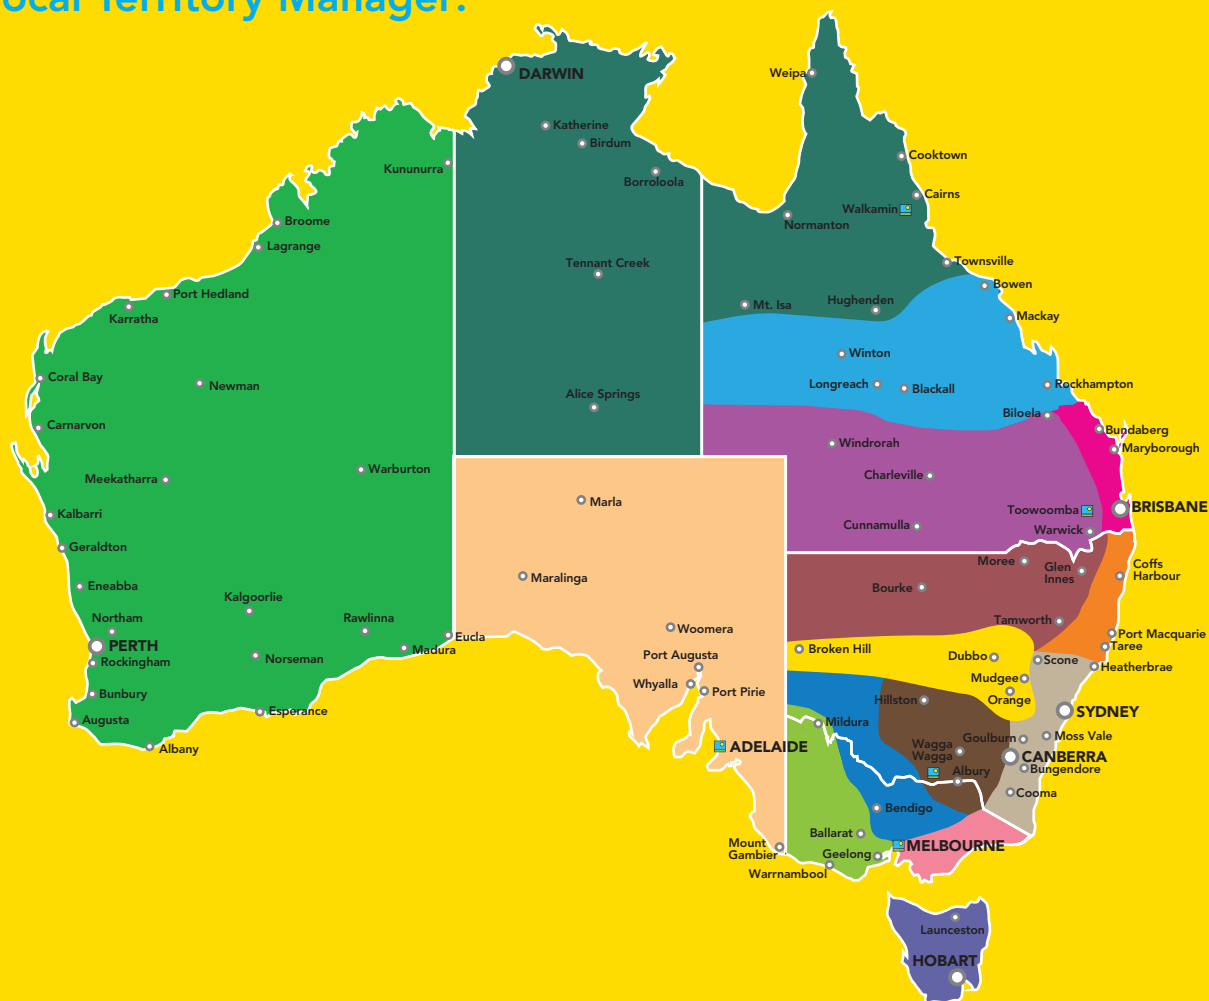 ocal Territory Manager.
DARWIN
Weipa
Katherine
Birdum
Cooktown
Kununurra
Borroloola
Cairns
Walkamin
Broome
Normanton
Lagrange
Tennant Creek
Townsville
Bowen
Port Hedland
Mt. Isa
Hughenden
Karratha
Mackay
Winton
Coral Bay
Newman
Longreach
Blackall
Rockhampton
Alice Springs
Biloela
Carnarvon
Bundaberg
Windrorah
Maryborough
Warburton
Meekatharra
Charleville
Marla
Toowoomba
BRISBANE
Kalbarri
Cunnamulla
Warwick
Geraldton
Moree
Glen
Innes
Coffs
Harbour
Maralinga
Eneabba
Bourke
Kalgoorlie
Northam
Rawlinna
Tamworth
Woomera
Port Macquarie
Eucla
PERTH
Madura
Broken Hill
Taree
Rockingham
Norseman
Port Augusta
Dubbo
Scone
Heatherbrae
Whyalla
Mudgee
Port Pirie
Bunbury
Hillston
Orange
Esperance
SYDNEY
Augusta
Mildura
Moss Vale
Goulburn
Albany
ADELAIDE
Wagga
Wagga
CANBERRA
Albury
Bungendore
Cooma
Bendigo
Ballarat
Mount
Gambier
MELBOURNE
Geelong
Warrnambool
Launceston
HOBART